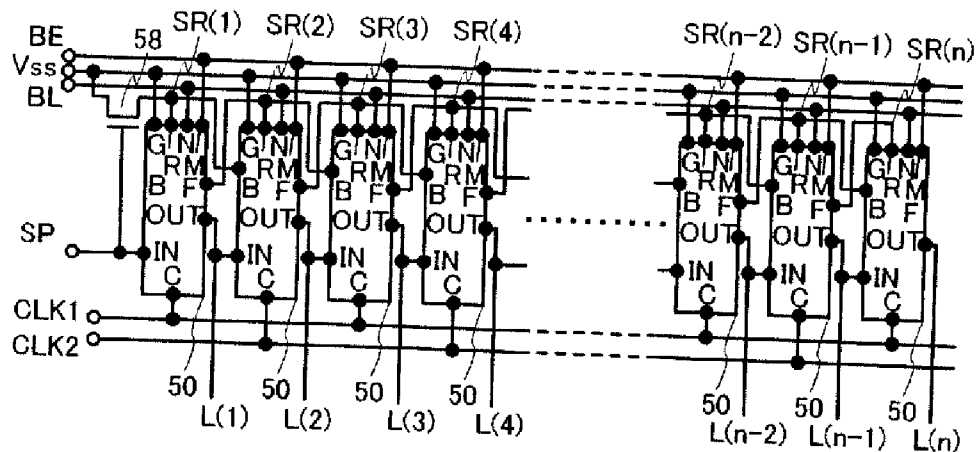 BE
58
SR(1)
SR(2)
SR(3)
SR(4)
SR(n-2)
SR(n-1)
SR(n)
Vss
BL
G R N/M
G R N/M
G R N/M
G R N/M
G R N/M
G R N/M
G R N/M
B F
B F
B F
B F
B F
B F
B F
OUT
OUT
OUT
OUT
OUT
OUT
OUT
SP
IN
IN
IN
IN
IN
IN
IN
C
C
C
C
C
C
C
CLK1
CLK2
50
50
50
50
50
50
50
L(1)
L(2)
L(3)
L(4)
L(n-2)
L(n-1)
L(n)